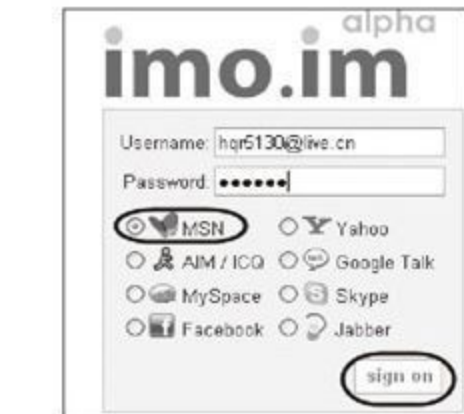 alpha
imo.im
Username: hqr5130@live.cn
Password: ●●●●●●
MSN Yahoo
AIM / ICQ Google Talk
MySpace Skype
Facebook Jabber
sign on